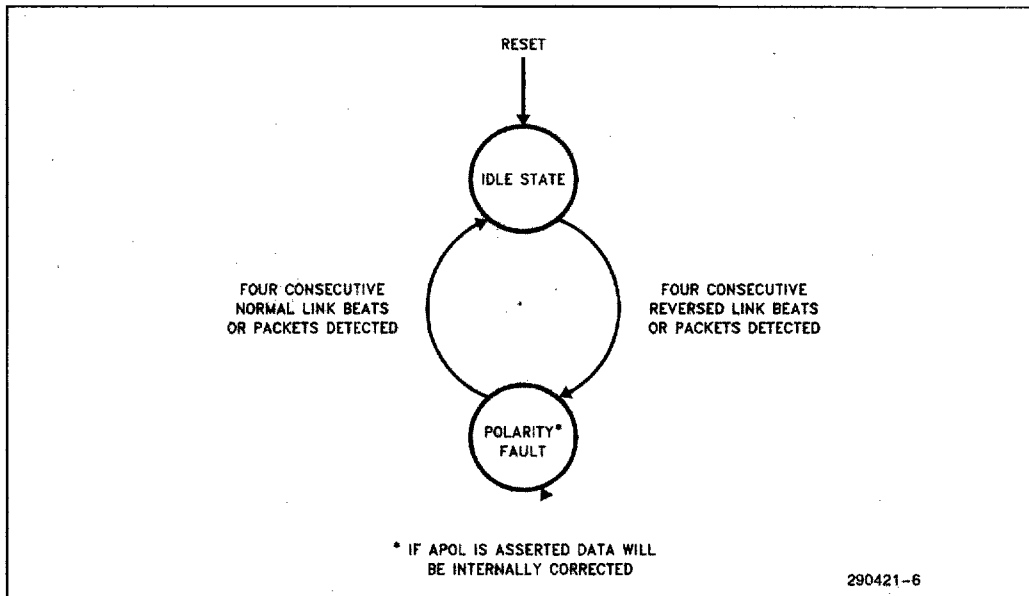 RESET
IDLE STATE
FOUR CONSECUTIVE
NORMAL LINK BEATS
OR PACKETS DETECTED
FOUR CONSECUTIVE
REVERSED LINK BEATS
OR PACKETS DETECTED
POLARITY*
FAULT
* IF APOL IS ASSERTED DATA WILL
BE INTERNALLY CORRECTED
290421-6